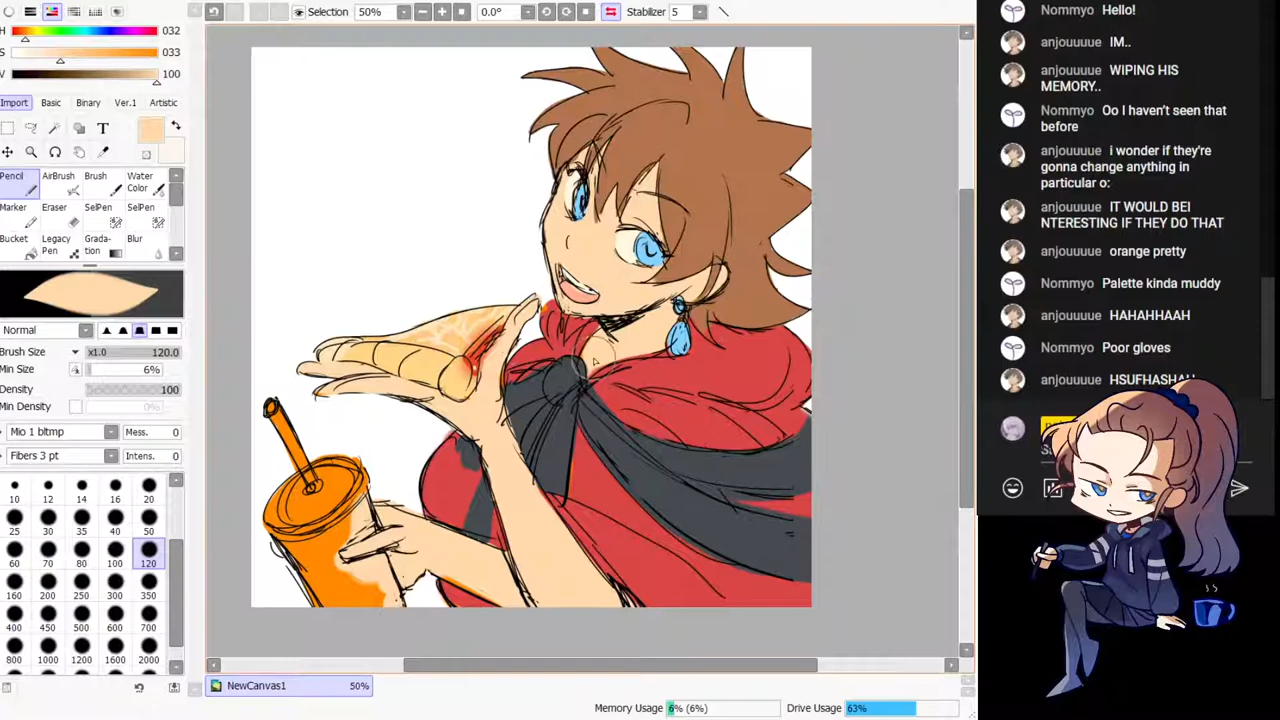 Selection 50% 0.0° Stabilizer 5
H 032
S 033
V 100
Import Basic Binary Ver.1 Artistic
T
Pencil AirBrush Brush Water Color
Marker Eraser SelPen SelPen
Bucket Legacy Pen Grada-tion Blur
Normal
Brush Size x1.0 120.0
Min Size 6%
Density 100
Min Density 0%
Mio 1 bltmp Mess. 0
Fibers 3 pt Intens. 0
10 12 14 16 20
25 30 35 40 50
60 70 80 100 120
160 200 250 300 350
400 450 500 600 700
800 1000 1200 1600 2000
NewCanvas1 50%
Memory Usage 6% (6%) Drive Usage 63%
Nommyo Hello!
anjouuuue IM..
anjouuuue WIPING HIS
MEMORY..
Nommyo Oo I haven't seen that
before
anjouuuue i wonder if they're
gonna change anything in
particular o:
anjouuuue IT WOULD BEI
NTERESTING IF THEY DO THAT
anjouuuue orange pretty
Nommyo Palette kinda muddy
anjouuuue HAHAHHAAH
Nommyo Poor gloves
anjouuuue HSUFHASHAH